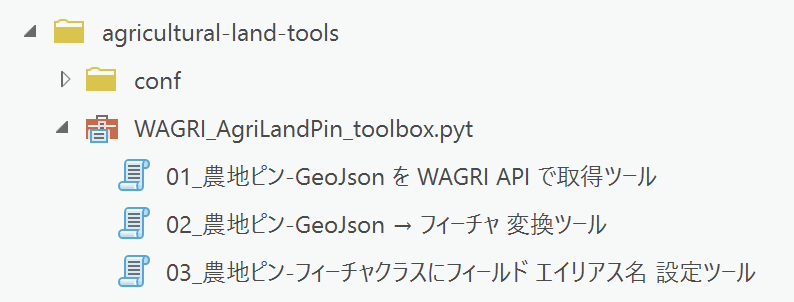 agricultural-land-tools
conf
WAGRI_AgriLandPin_toolbox.pyt
01_農地ピン-GeoJson を WAGRI API で取得ツール
02_農地ピン-GeoJson → フィーチャ 変換ツール
03_農地ピン-フィーチャクラスにフィールド エイリアス名 設定ツール